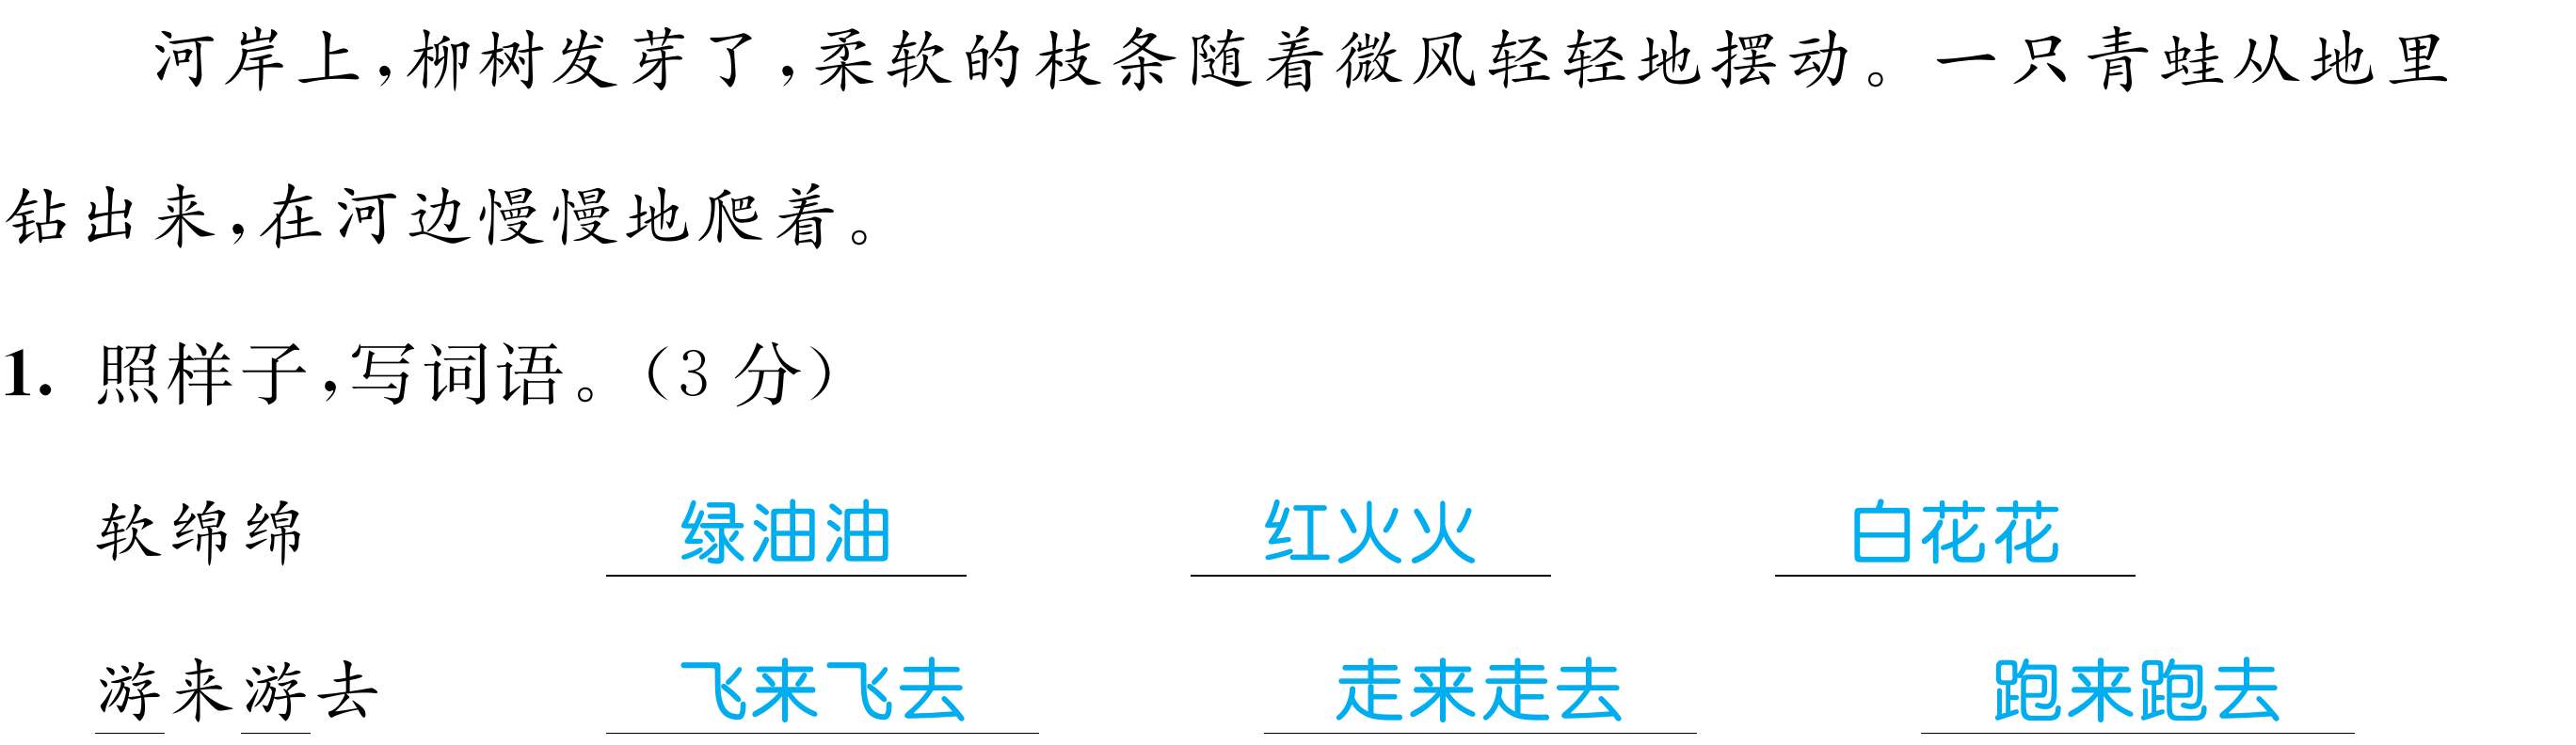 河岸上,柳树发芽了,柔软的枝条随着微风轻轻地摆动。一只青蛙从地里
钻出来,在河边慢慢地爬着。
1. 照样子,写词语。(3 分)
软绵绵 绿油油 红火火 白花花
游来游去 飞来飞去 走来走去 跑来跑去